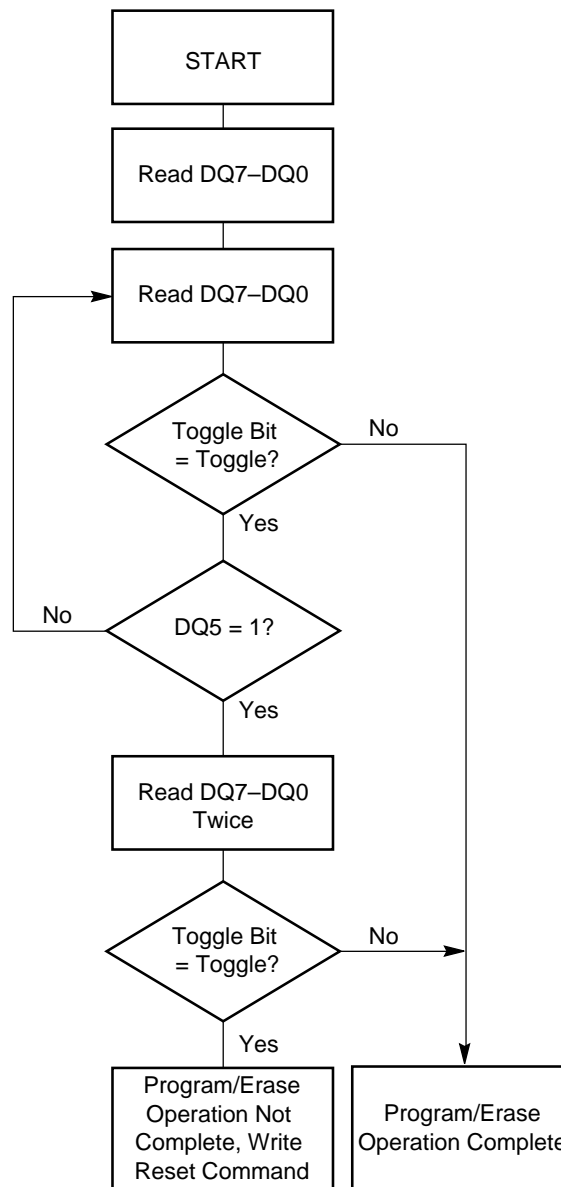 START
Read DQ7–DQ0
Read DQ7–DQ0
Toggle Bit
= Toggle?
No
Yes
No
DQ5 = 1?
Yes
Read DQ7–DQ0
Twice
Toggle Bit
= Toggle?
No
Yes
Program/Erase
Operation Not
Complete, Write
Reset Command
Program/Erase
Operation Complete